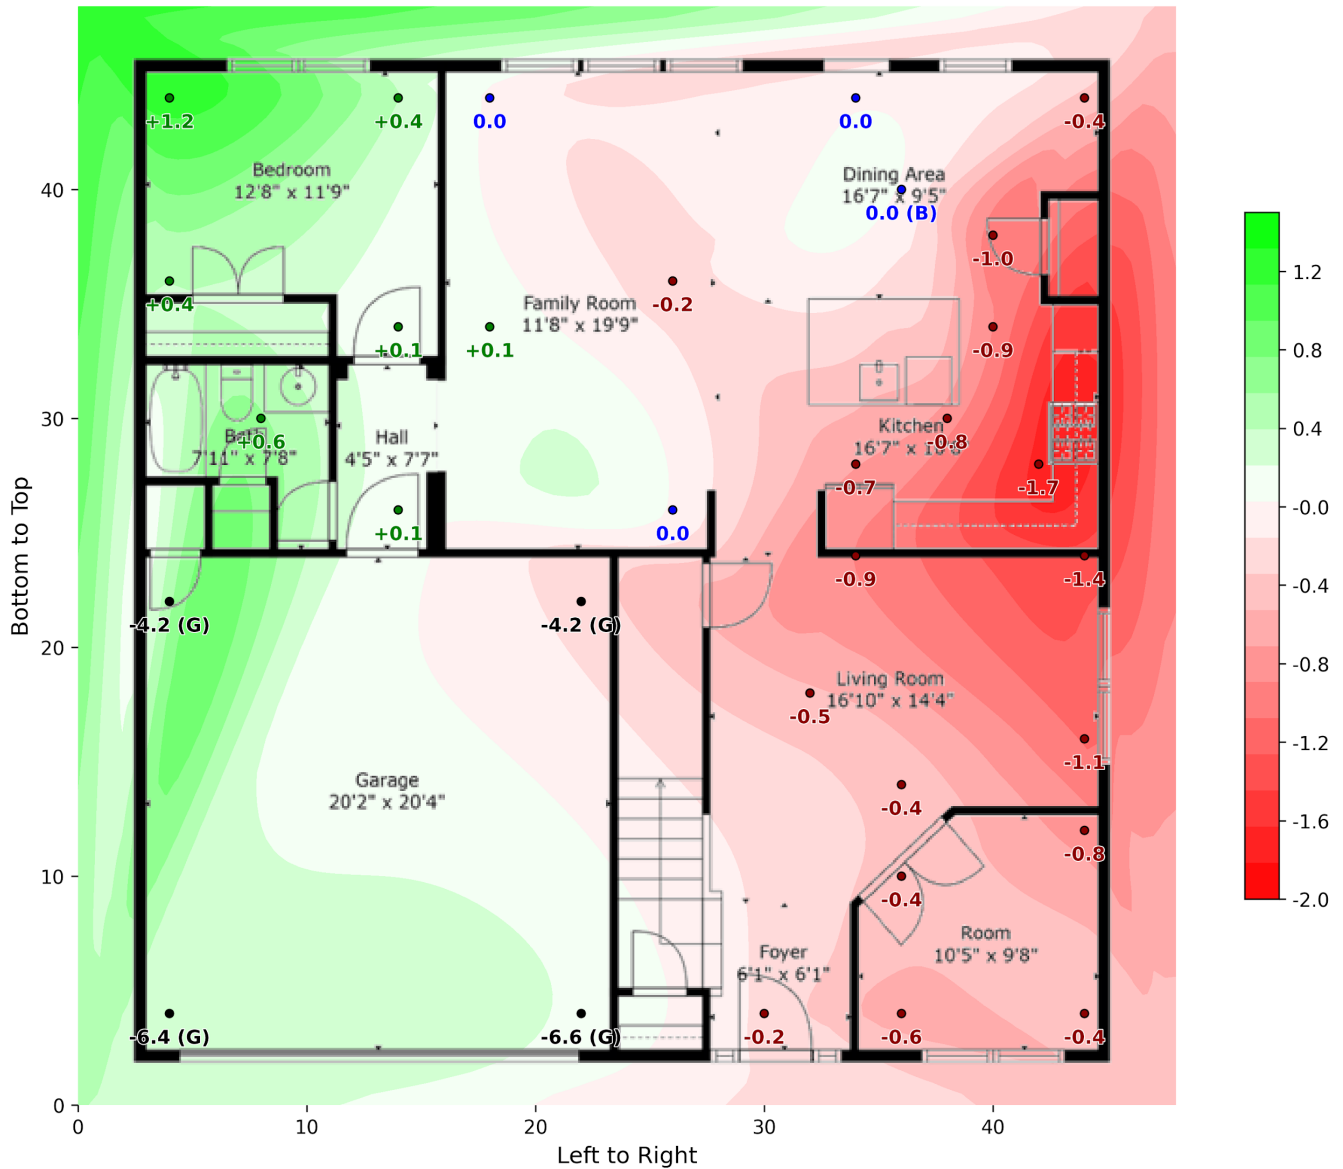 +1.2
+0.4
0.0
0.0
-0.4
Bedroom
12'8" x 11'9"
Dining Area
16'7" x 9'5"
0.0 (B)
-1.0
+0.4
Family Room
11'8" x 19'9"
-0.2
+0.1
+0.1
-0.9
Bath
+0.6
7'11" x 7'8"
Hall
4'5" x 7'7"
Kitchen
-0.8
16'7" x
-0.7
-1.7
+0.1
0.0
-0.9
-1.4
-4.2 (G)
-4.2 (G)
Living Room
16'10" x 14'4"
-0.5
-1.1
Garage
20'2" x 20'4"
-0.4
-0.8
-0.4
Room
10'5" x 9'8"
Foyer
6'1" x 6'1"
-6.4 (G)
-6.6 (G)
-0.2
-0.6
-0.4
40
30
20
10
0
Bottom to Top
0
10
20
30
40
Left to Right
1.2
0.8
0.4
-0.0
-0.4
-0.8
-1.2
-1.6
-2.0